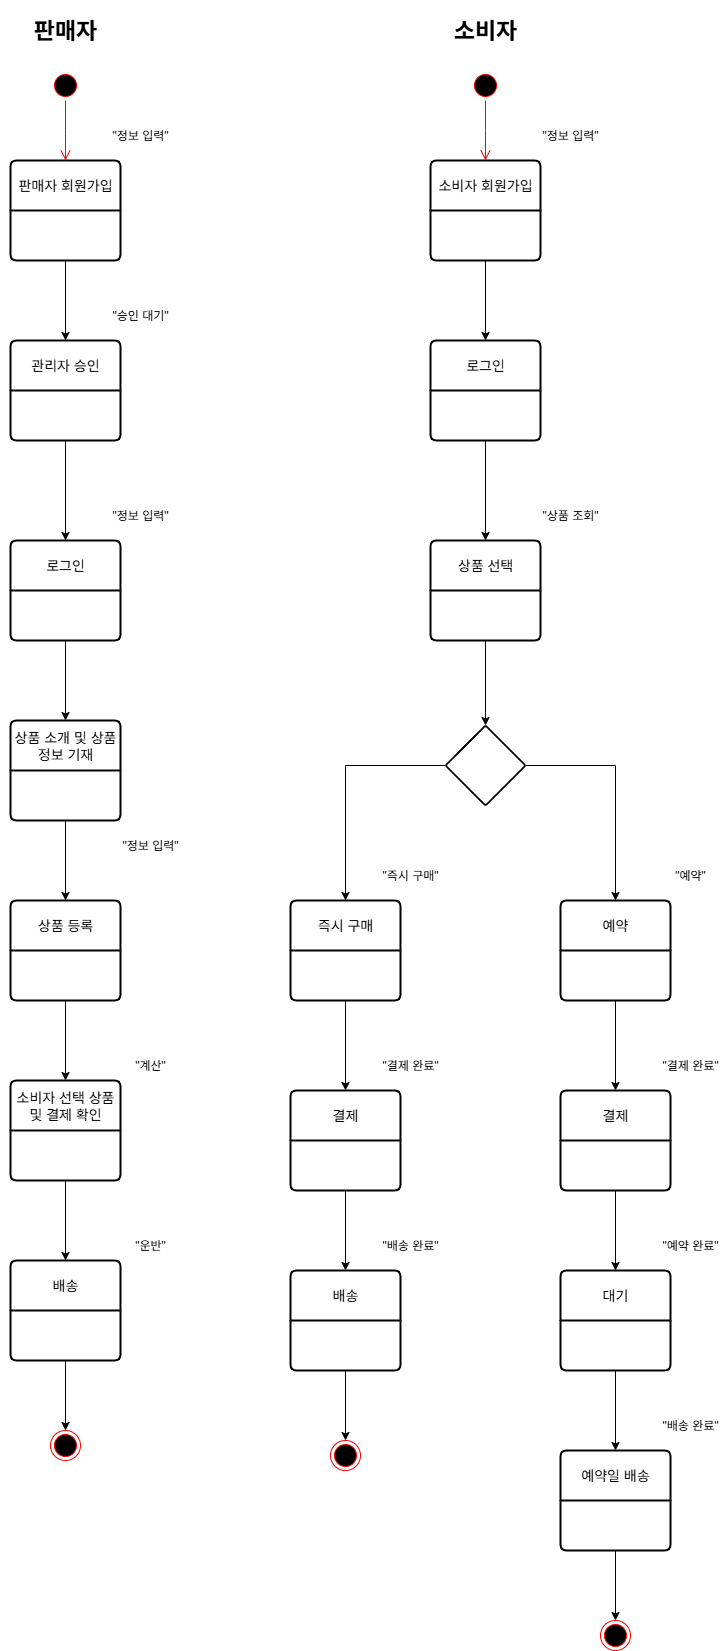 판매자
"정보 입력"
판매자 회원가입
"승인 대기"
관리자 승인
"정보 입력"
로그인
상품 소개 및 상품
정보 기재
"정보 입력"
상품 등록
"계산"
소비자 선택 상품
및 결제 확인
"운반"
배송
소비자
"정보 입력"
소비자 회원가입
로그인
"상품 조회"
상품 선택
"즉시 구매"
즉시 구매
"결제 완료"
결제
"배송 완료"
배송
"예약"
예약
"결제 완료"
결제
"예약 완료"
대기
"배송 완료"
예약일 배송